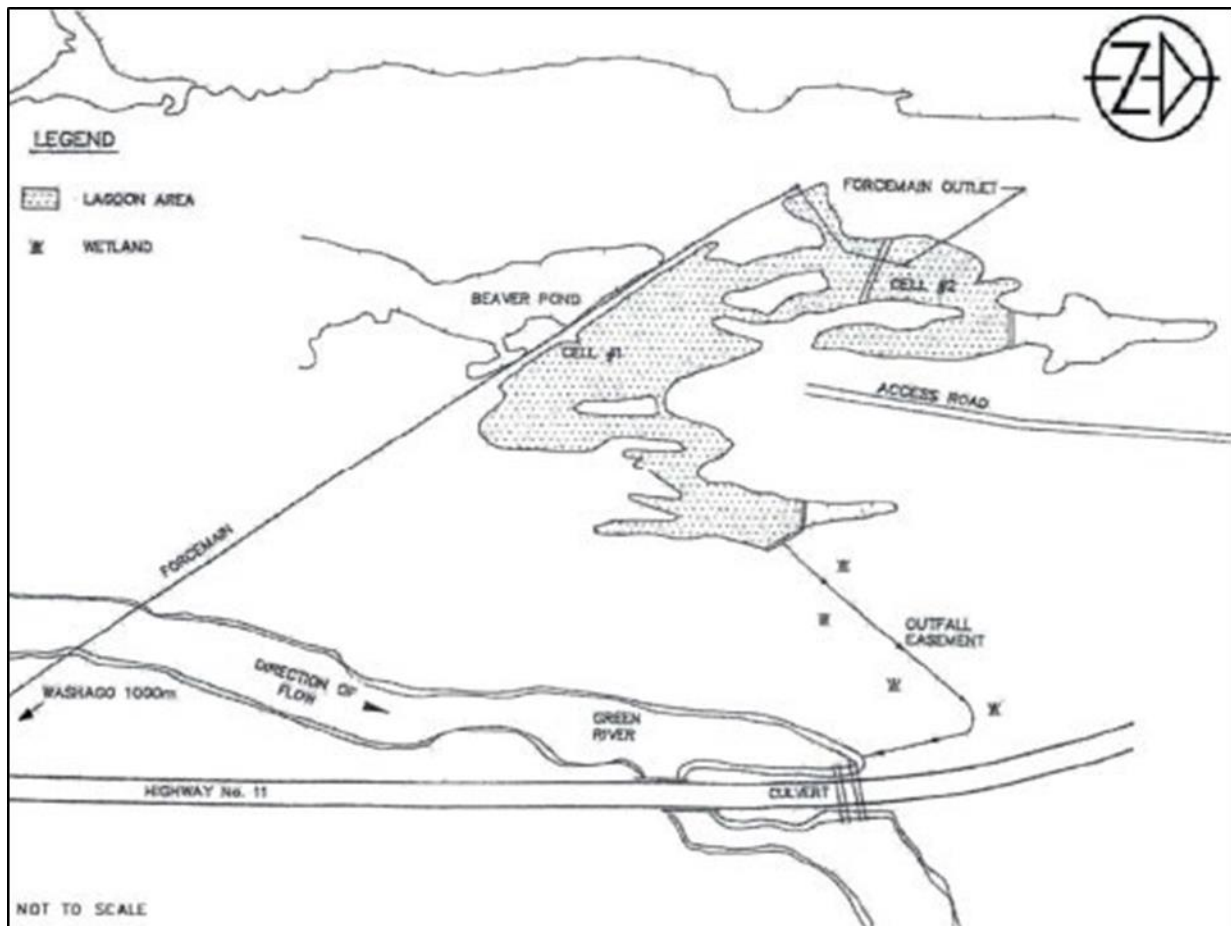 Z
LEGEND
LAGOON AREA
WETLAND
FORCEMAIN OUTLET
CELL #2
BEAVER POND
CELL #1
ACCESS ROAD
FORCEMAIN
OUTFALL
EASEMENT
DIRECTION OF
FLOW
WASHAGO 1000m
GREEN
RIVER
HIGHWAY No. 11
CULVERT
NOT TO SCALE